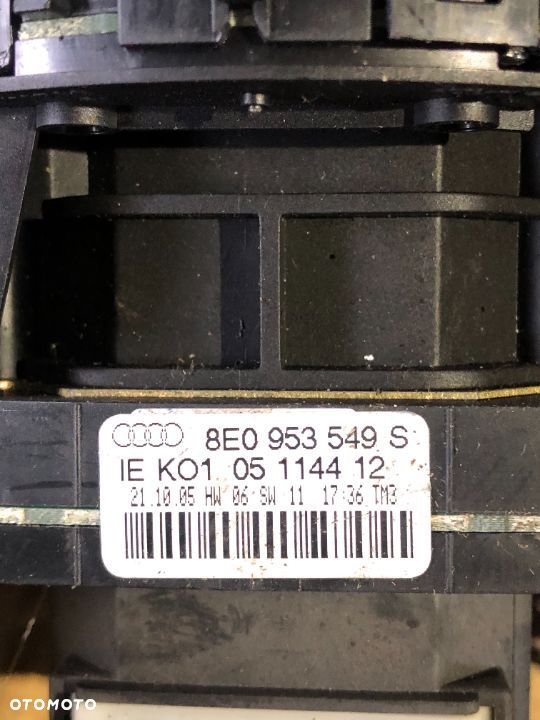 8E0 953 549 S
IE KO1 05 1144 12
21.10.05 HW 06 SW 11 17:36 TM3
OTOMOTO